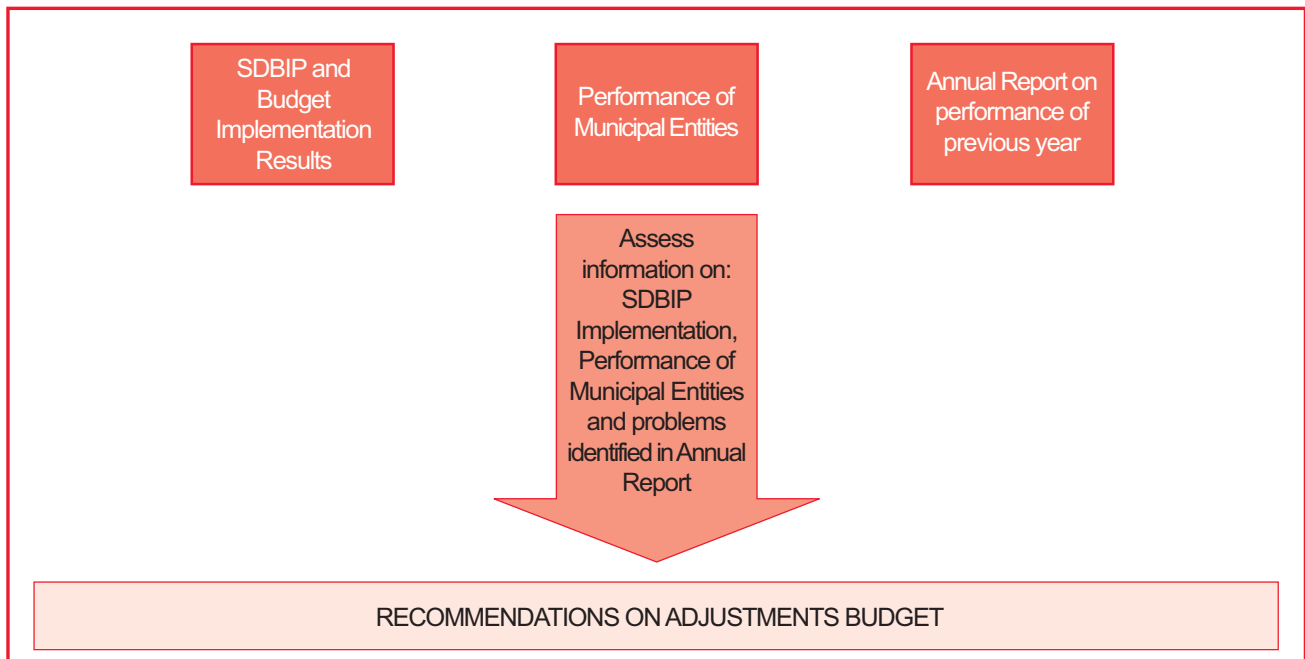 SDBIP and
Budget
Implementation
Results
Performance of
Municipal Entities
Annual Report on
performance of
previous year
Assess
information on:
SDBIP
Implementation,
Performance of
Municipal Entities
and problems
identified in Annual
Report
RECOMMENDATIONS ON ADJUSTMENTS BUDGET